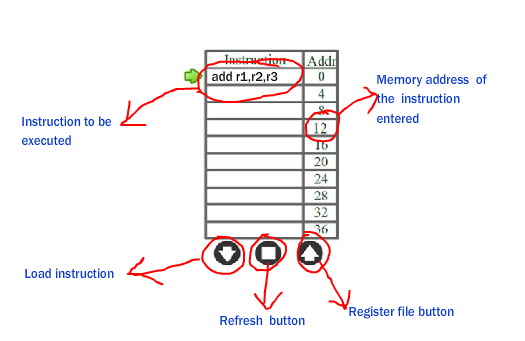 Instruction Addr
add r1,r2,r3 0
4
8
12
16
20
24
28
32
36
Memory address of
the instruction
entered
Instruction to be
executed
Load instruction
Refresh button
Register file button